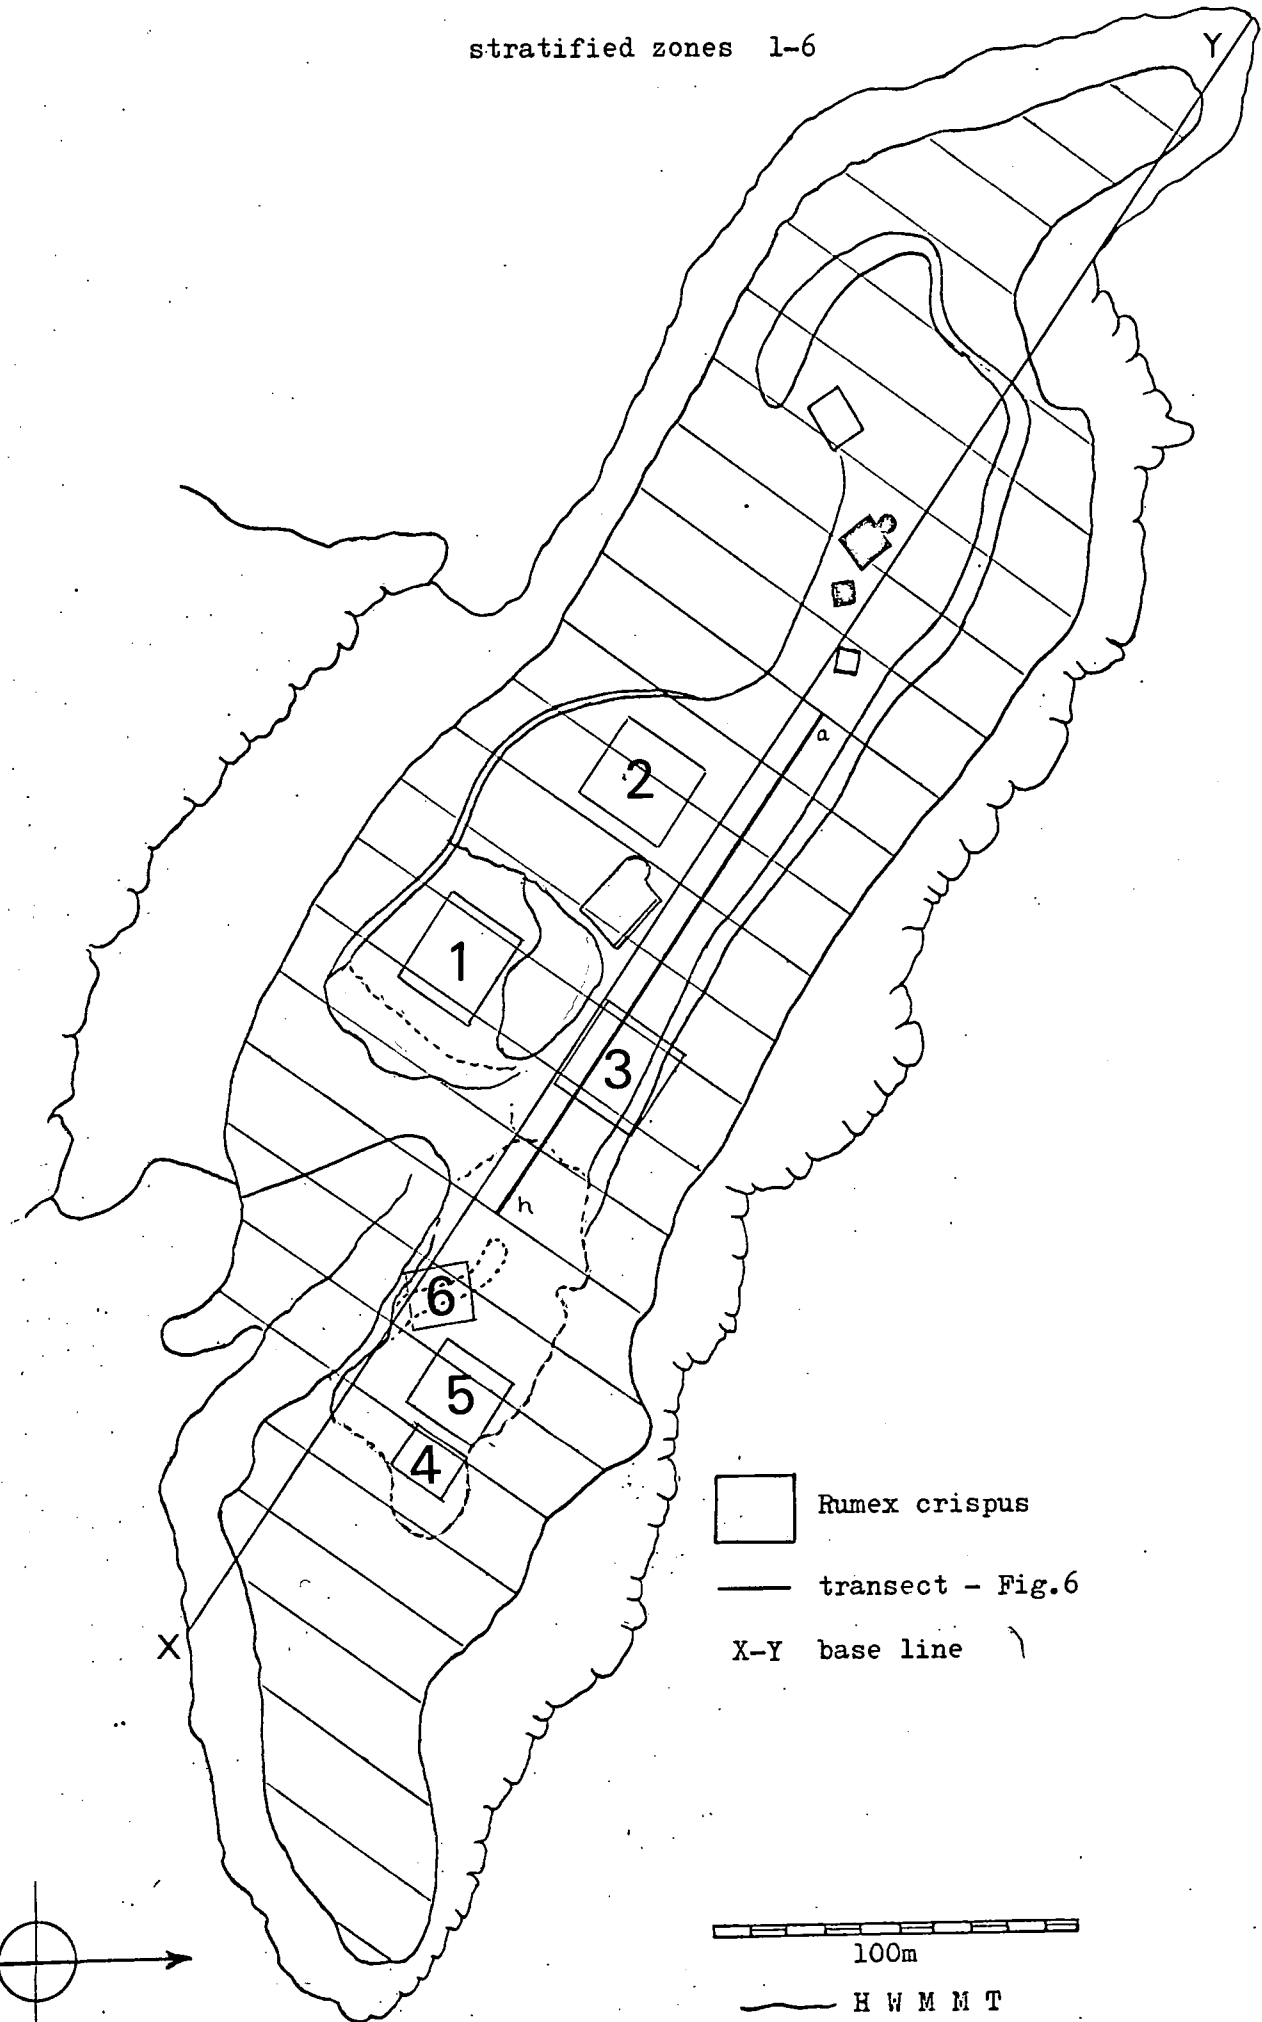 stratified zones 1-6
Y
a
2
1
3
n
6
5
4
Rumex crispus
transect - Fig.6
X-Y base line
X
100m
H W M M T